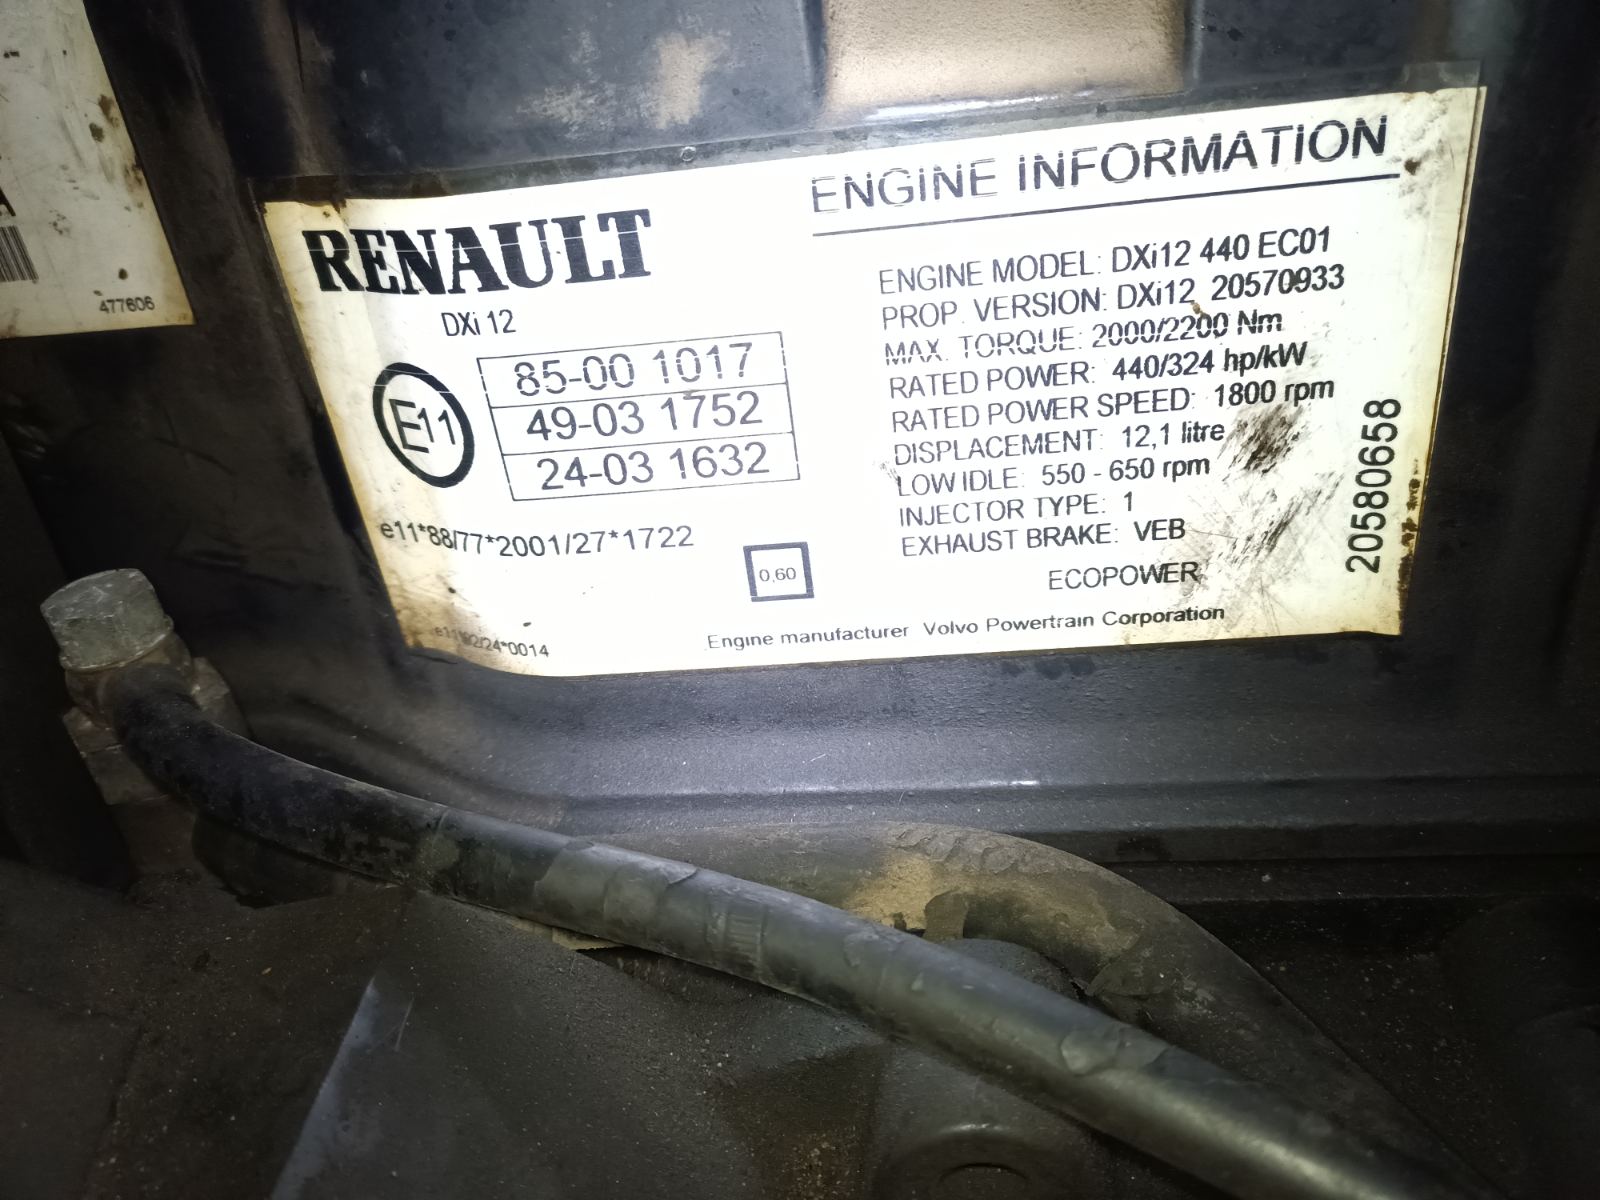 477606
RENAULT
DXi 12
E11
85-00 1017
49-03 1752
24-03 1632
e11*88/77*2001/27*1722
0,60
ENGINE INFORMATION
ENGINE MODEL: DXi12 440 EC01
PROP. VERSION: DXi12 20570933
MAX. TORQUE: 2000/2200 Nm
RATED POWER: 440/324 hp/kW
RATED POWER SPEED: 1800 rpm
DISPLACEMENT: 12,1 litre
LOW IDLE: 550 - 650 rpm
INJECTOR TYPE: 1
EXHAUST BRAKE: VEB
ECOPOWER
Engine manufacturer Volvo Powertrain Corporation
20580658